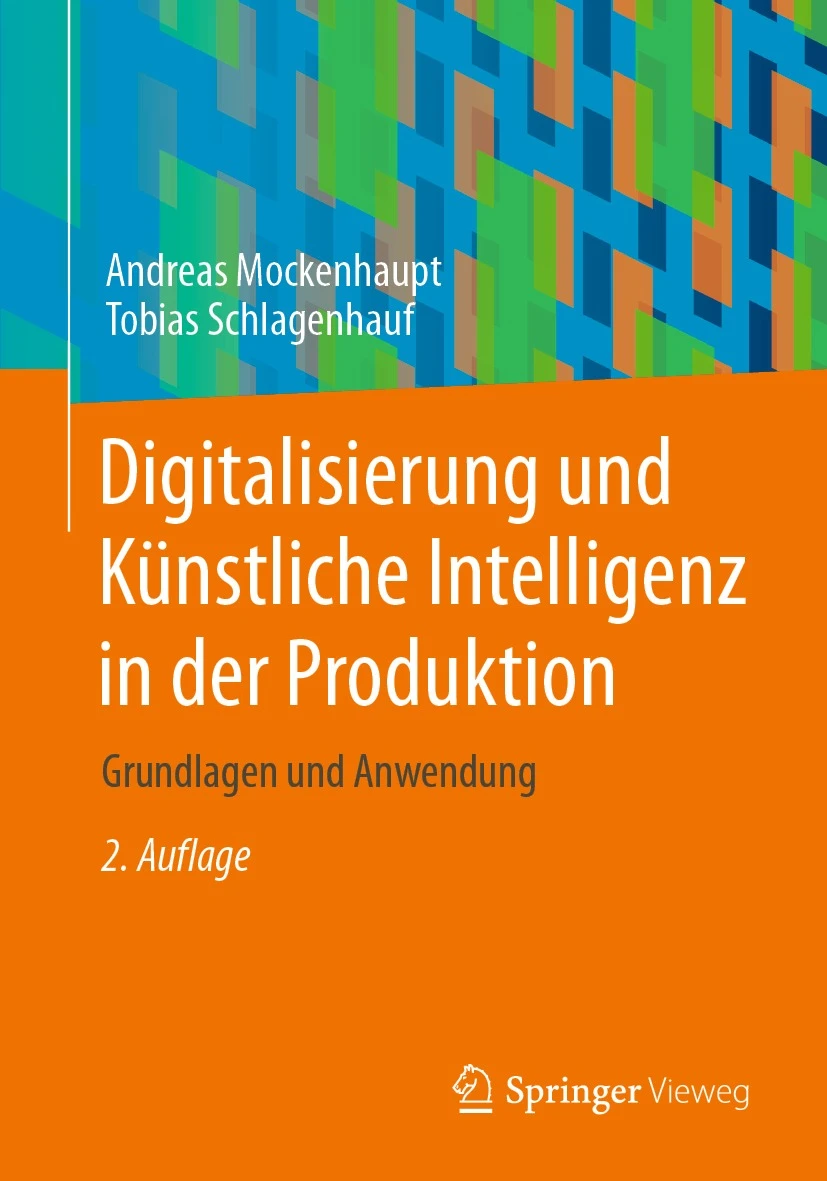 Andreas Mockenhaupt
Tobias Schlagenhauf
Digitalisierung und
Künstliche Intelligenz
in der Produktion
Grundlagen und Anwendung
2. Auflage
Springer Vieweg